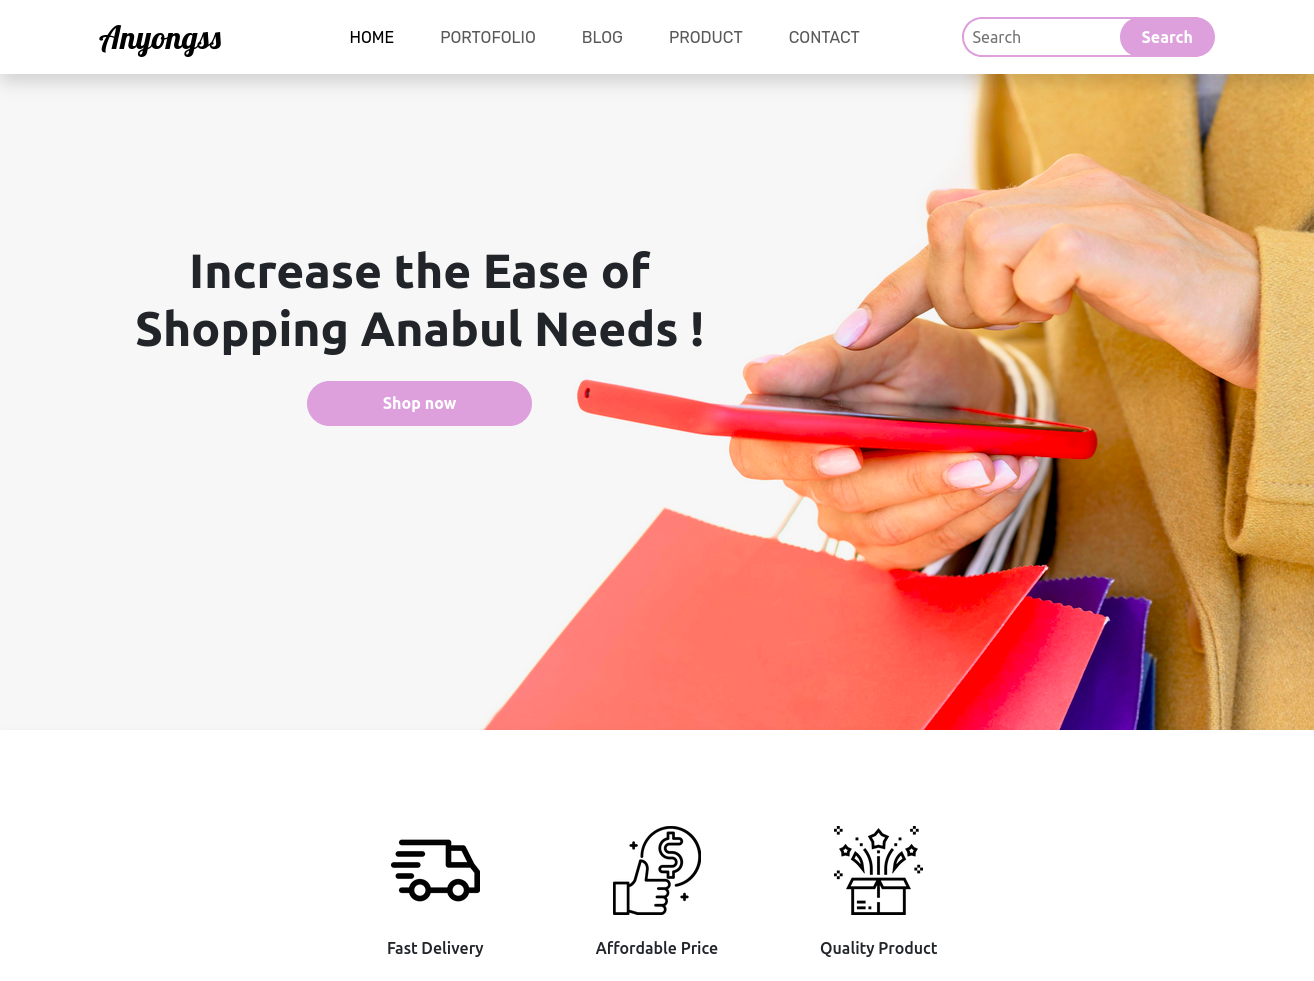 Anyongss
HOME PORTOFOLIO BLOG PRODUCT CONTACT
Search
Search
Increase the Ease of
Shopping Anabul Needs !
Shop now
$
Fast Delivery
Affordable Price
Quality Product